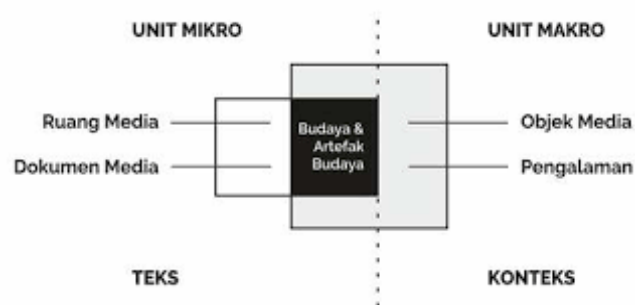 UNIT MIKRO
UNIT MAKRO
Ruang Media
Dokumen Media
Budaya &
Artefak
Budaya
Objek Media
Pengalaman
TEKS
KONTEKS